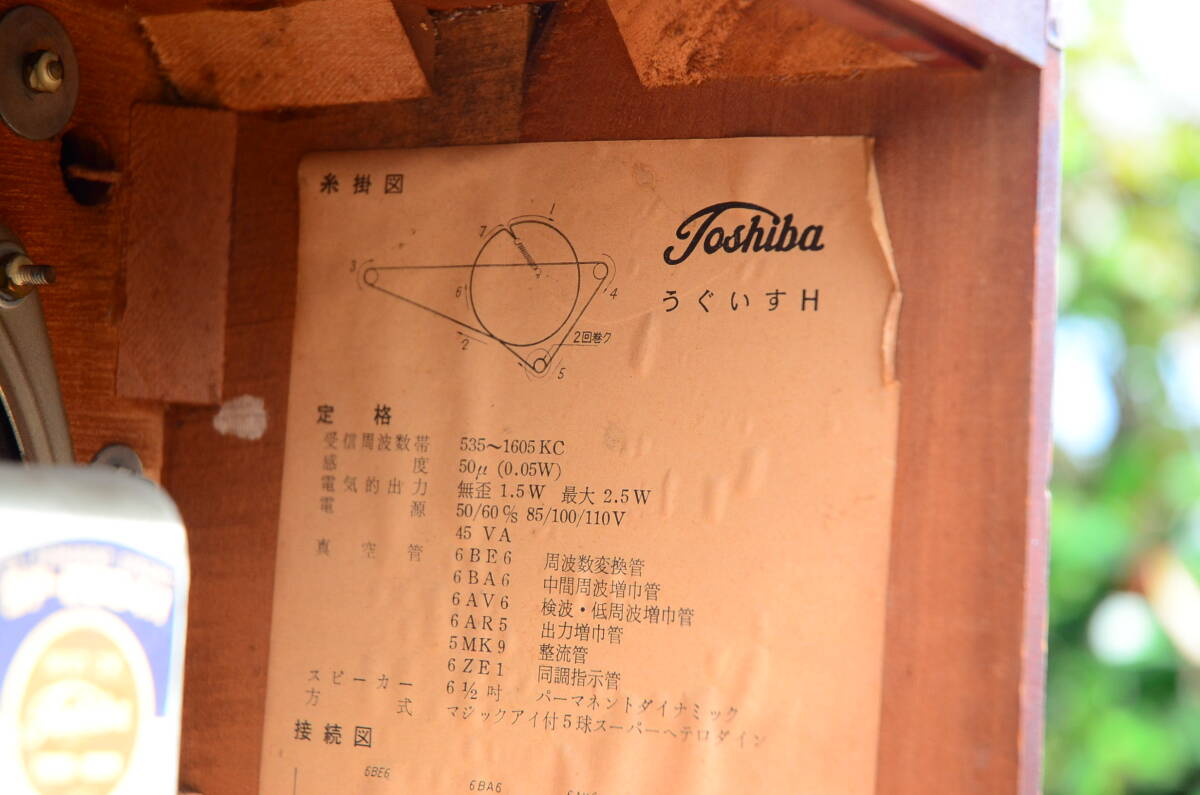 糸掛図
Toshiba
うぐいすH
1
7
3
4
6
2
2回巻ク
5
定格
受信周波数帯 535〜1605KC
感度 50μ (0.05W)
電気的出力 無歪 1.5W 最大 2.5W
電源 50/60 c/s 85/100/110V
45 VA
真空管 6BE6 周波数変換管
6BA6 中間周波増巾管
6AV6 検波・低周波増巾管
6AR5 出力増巾管
5MK9 整流管
6ZE1 同調指示管
スピーカー 6 1/2 吋 パーマネントダイナミック
方式 マジックアイ付5球スーパーヘテロダイン
接続図
6BE6
6BA6